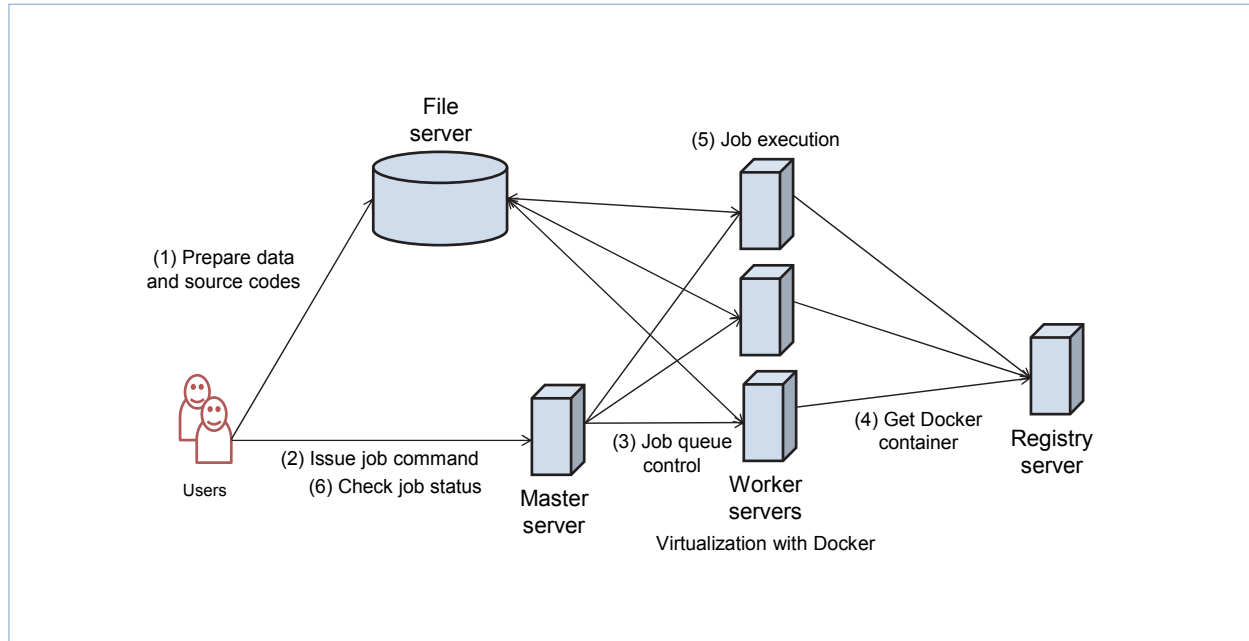 File
server
(5) Job execution
(1) Prepare data
and source codes
Users
(2) Issue job command
(6) Check job status
Master
server
(3) Job queue
control
Worker
servers
Virtualization with Docker
(4) Get Docker
container
Registry
server